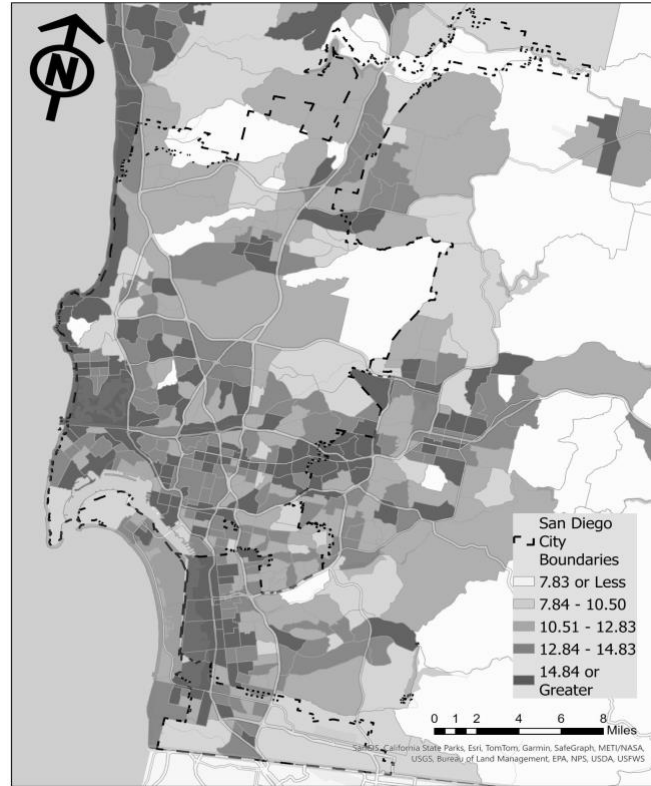 N
San Diego
City
Boundaries
7.83 or Less
7.84 - 10.50
10.51 - 12.83
12.84 - 14.83
14.84 or
Greater
0 1 2 4 6 8
Miles
SanGIS, California State Parks, Esri, TomTom, Garmin, SafeGraph, METI/NASA,
USGS, Bureau of Land Management, EPA, NPS, USDA, USFWS